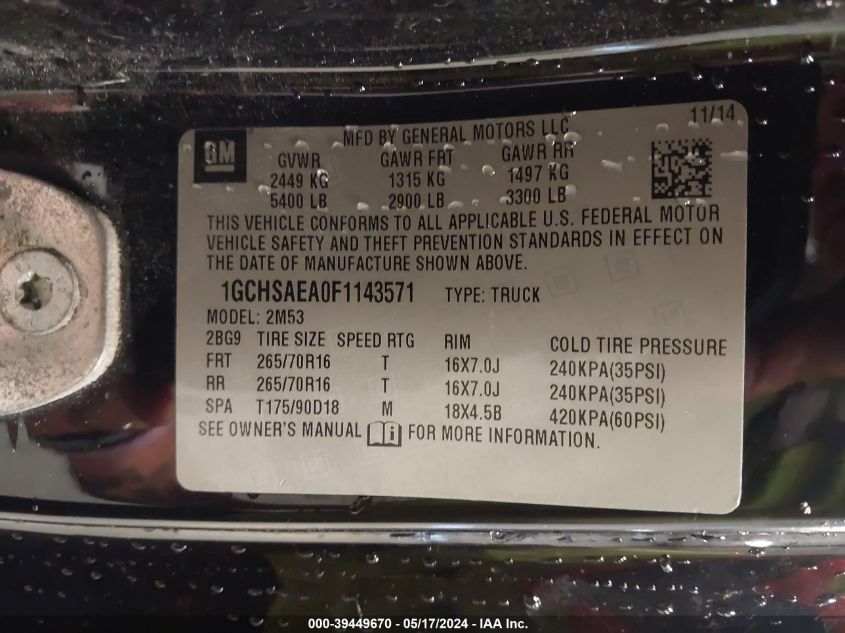 11/14
GM
MFD BY GENERAL MOTORS LLC
GVWR GAWR FRT GAWR RR
2449 KG 1315 KG 1497 KG
5400 LB 2900 LB 3300 LB
THIS VEHICLE CONFORMS TO ALL APPLICABLE U.S. FEDERAL MOTOR
VEHICLE SAFETY AND THEFT PREVENTION STANDARDS IN EFFECT ON
THE DATE OF MANUFACTURE SHOWN ABOVE.
1GCHSAEA0F1143571 TYPE: TRUCK
MODEL: 2M53
2BG9 TIRE SIZE SPEED RTG RIM COLD TIRE PRESSURE
FRT 265/70R16 T 16X7.0J 240KPA(35PSI)
RR 265/70R16 T 16X7.0J 240KPA(35PSI)
SPA T175/90D18 M 18X4.5B 420KPA(60PSI)
SEE OWNER'S MANUAL i FOR MORE INFORMATION.
000-39449670 - 05/17/2024 - IAA Inc.